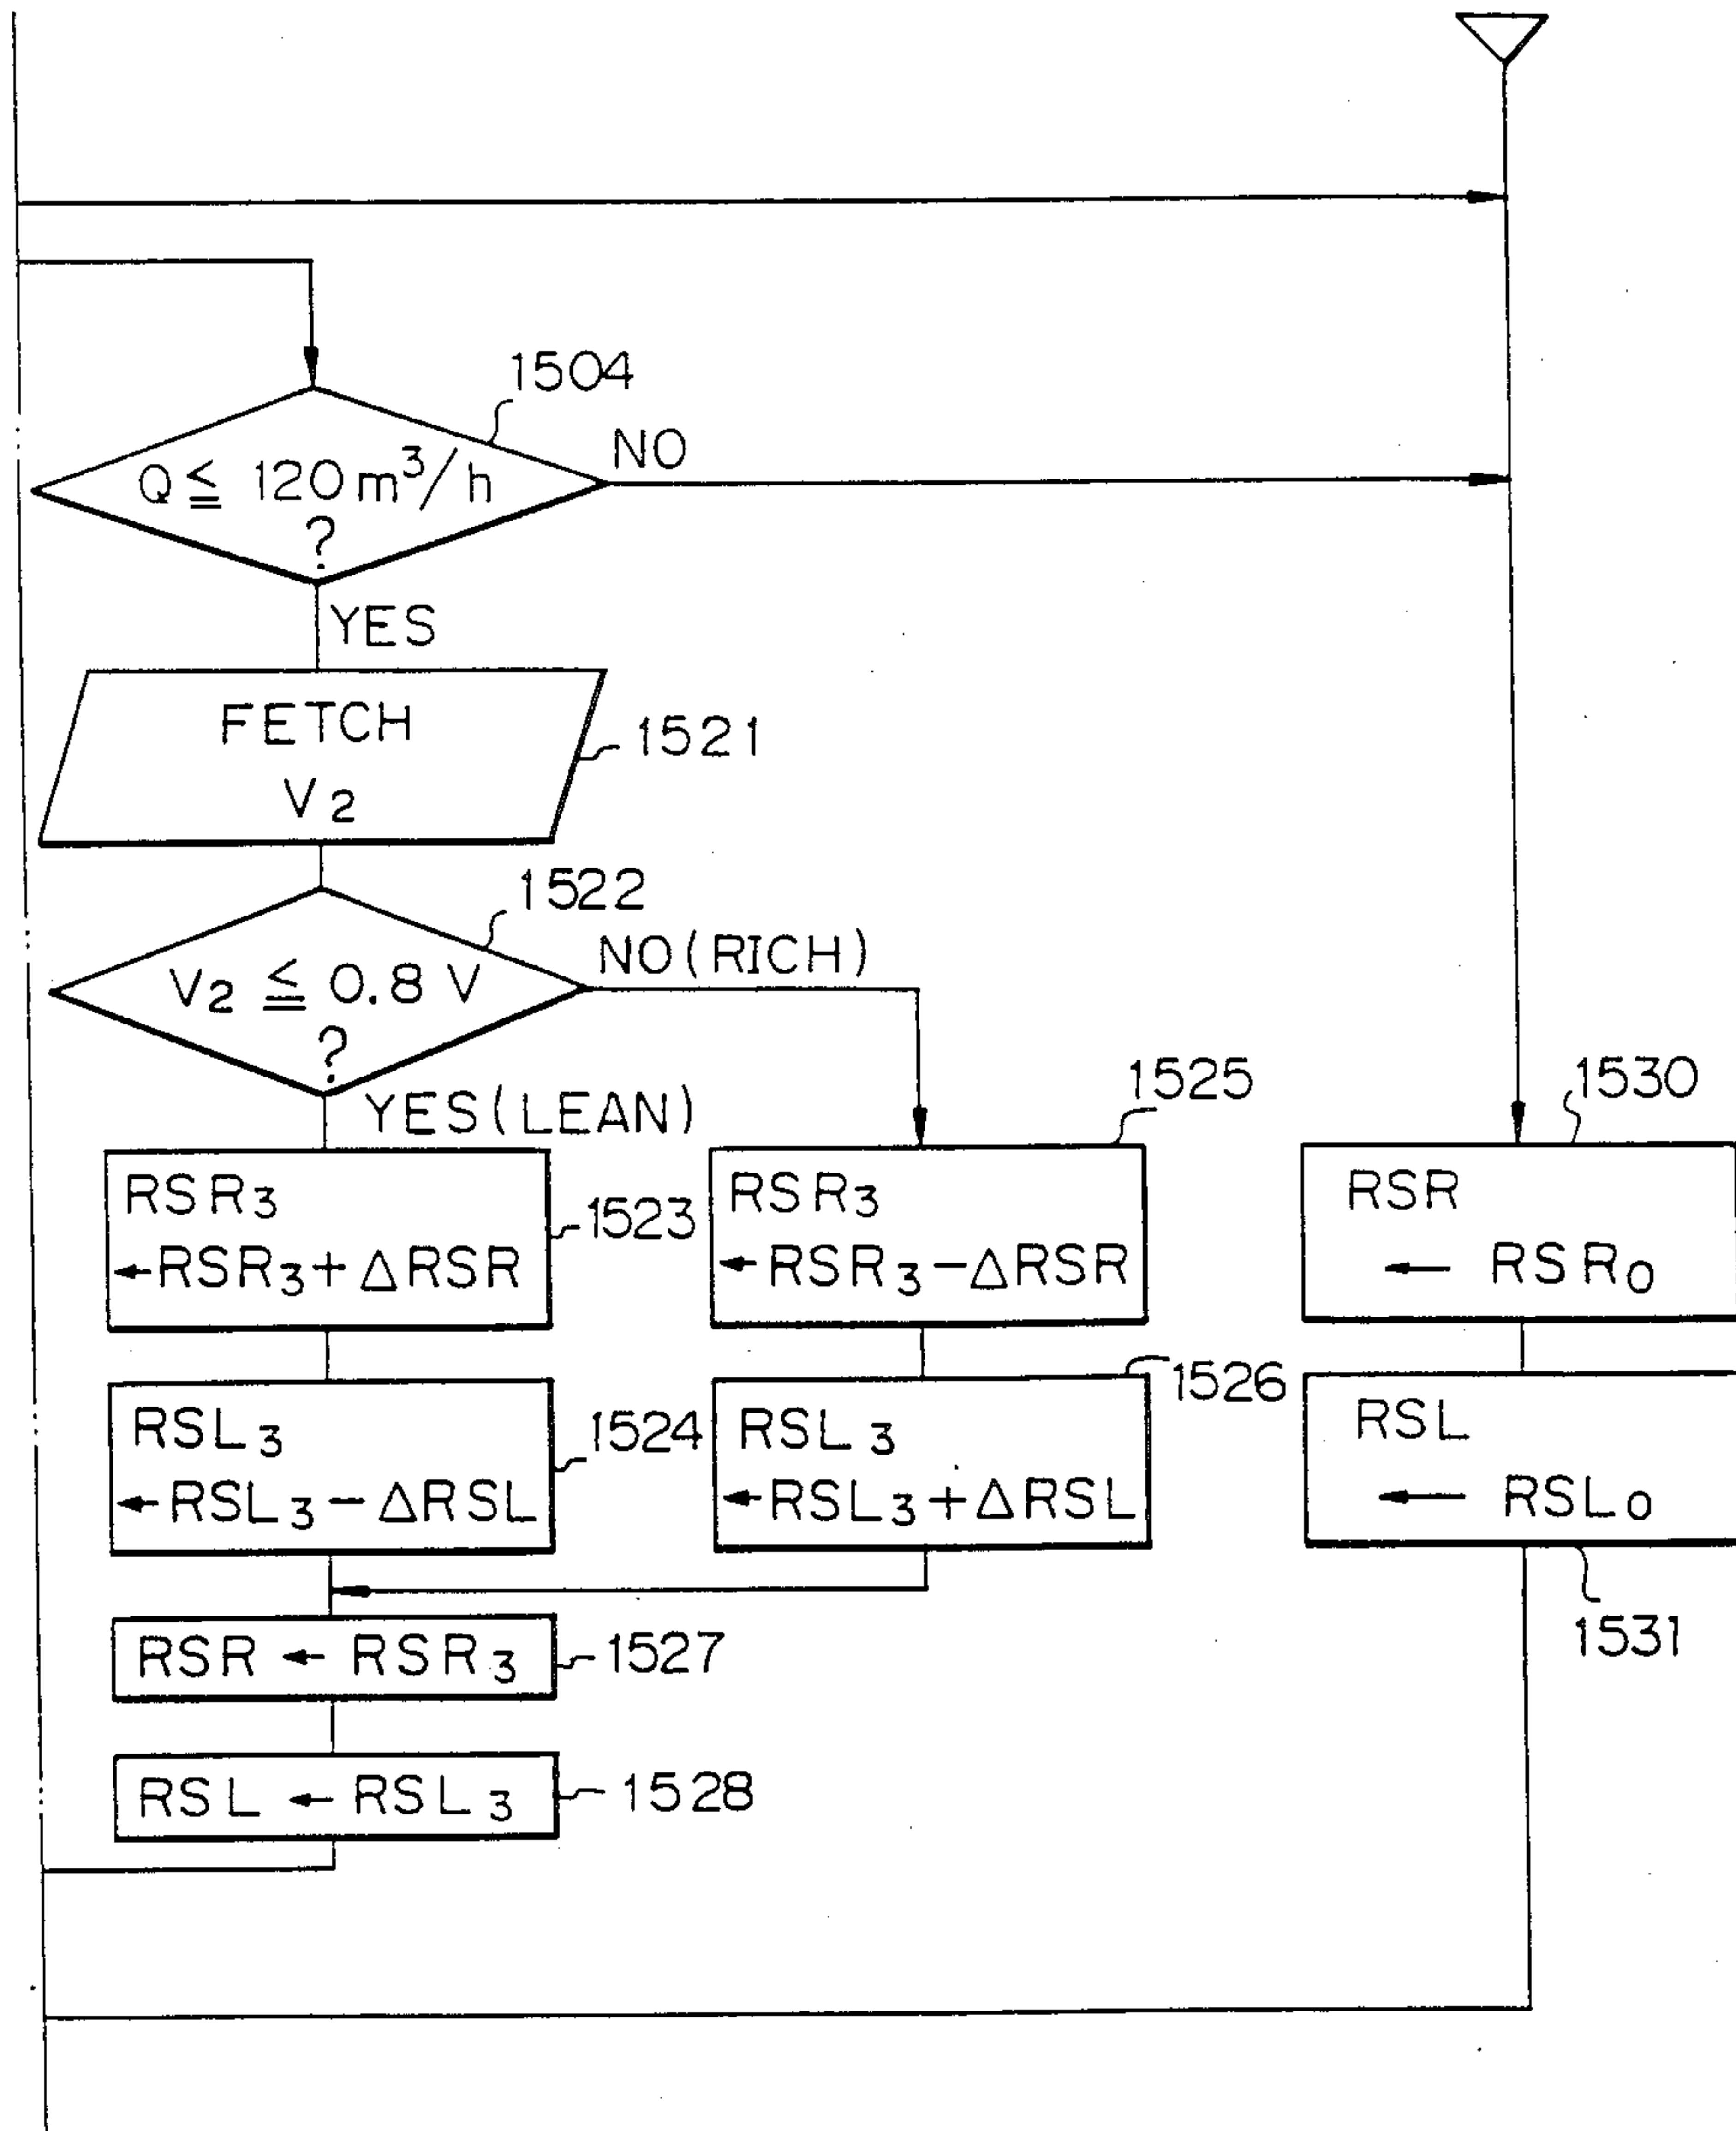 1504
Q ≦ 120 m³/h
?
NO
YES
FETCH
V₂
1521
1522
V₂ ≦ 0.8 V
?
NO (RICH)
YES (LEAN)
RSR₃
←RSR₃+ΔRSR
1523
1525
RSR₃
←RSR₃−ΔRSR
1530
RSR
← RSR₀
RSL₃
←RSL₃−ΔRSL
1524
1526
RSL₃
←RSL₃+ΔRSL
RSL
← RSL₀
1531
RSR ← RSR₃
1527
RSL ← RSL₃
1528